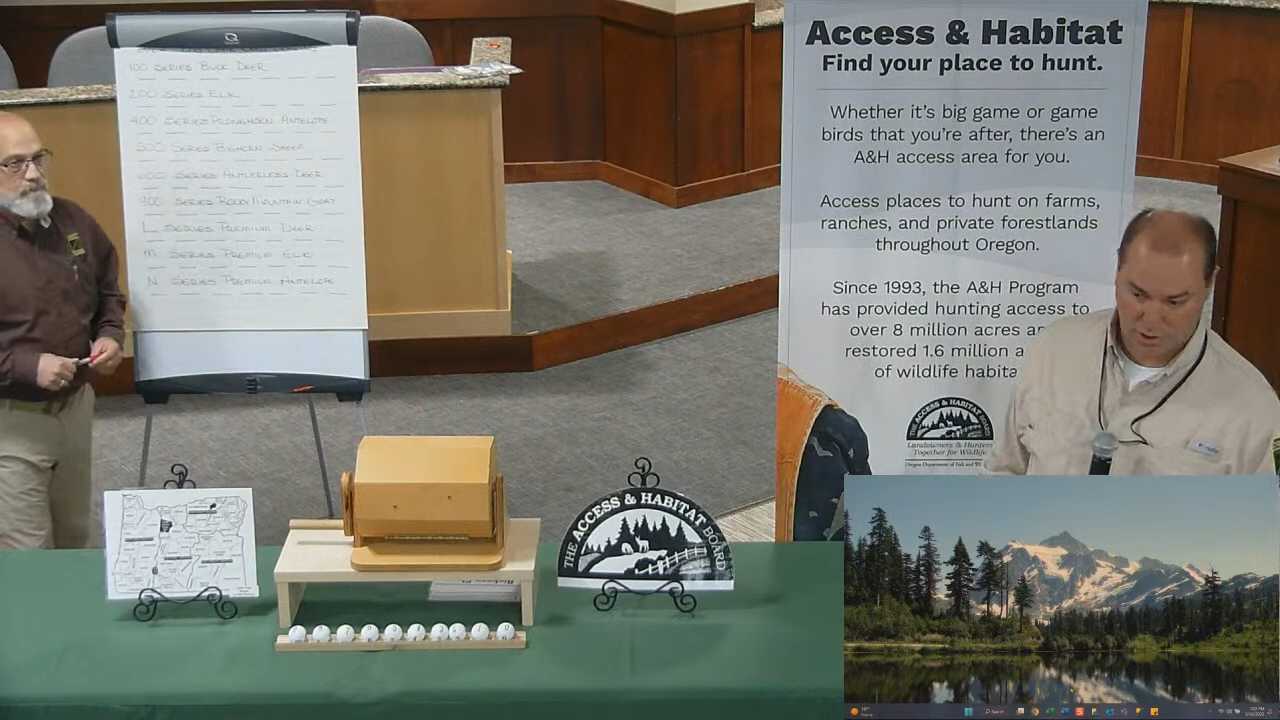 100 SERIES BUCK DEER
200 SERIES ELK
400 SERIES PRONGHORN ANTELOPE
500 SERIES BIGHORN SHEEP
600 SERIES ANTLERLESS DEER
900 SERIES ROCKY MOUNTAIN GOAT
L SERIES PREMIUM DEER
M SERIES PREMIUM ELK
N SERIES PREMIUM ANTELOPE
Access & Habitat
Find your place to hunt.
Whether it's big game or game
birds that you're after, there's an
A&H access area for you.
Access places to hunt on farms,
ranches, and private forestlands
throughout Oregon.
Since 1993, the A&H Program
has provided hunting access to
over 8 million acres an
restored 1.6 million a
of wildlife habita
THE ACCESS & HABITAT BOARD
Landowners & Hunters
Together for Wildlife
Oregon Department of Fish and
THE ACCESS & HABITAT BOARD
Search